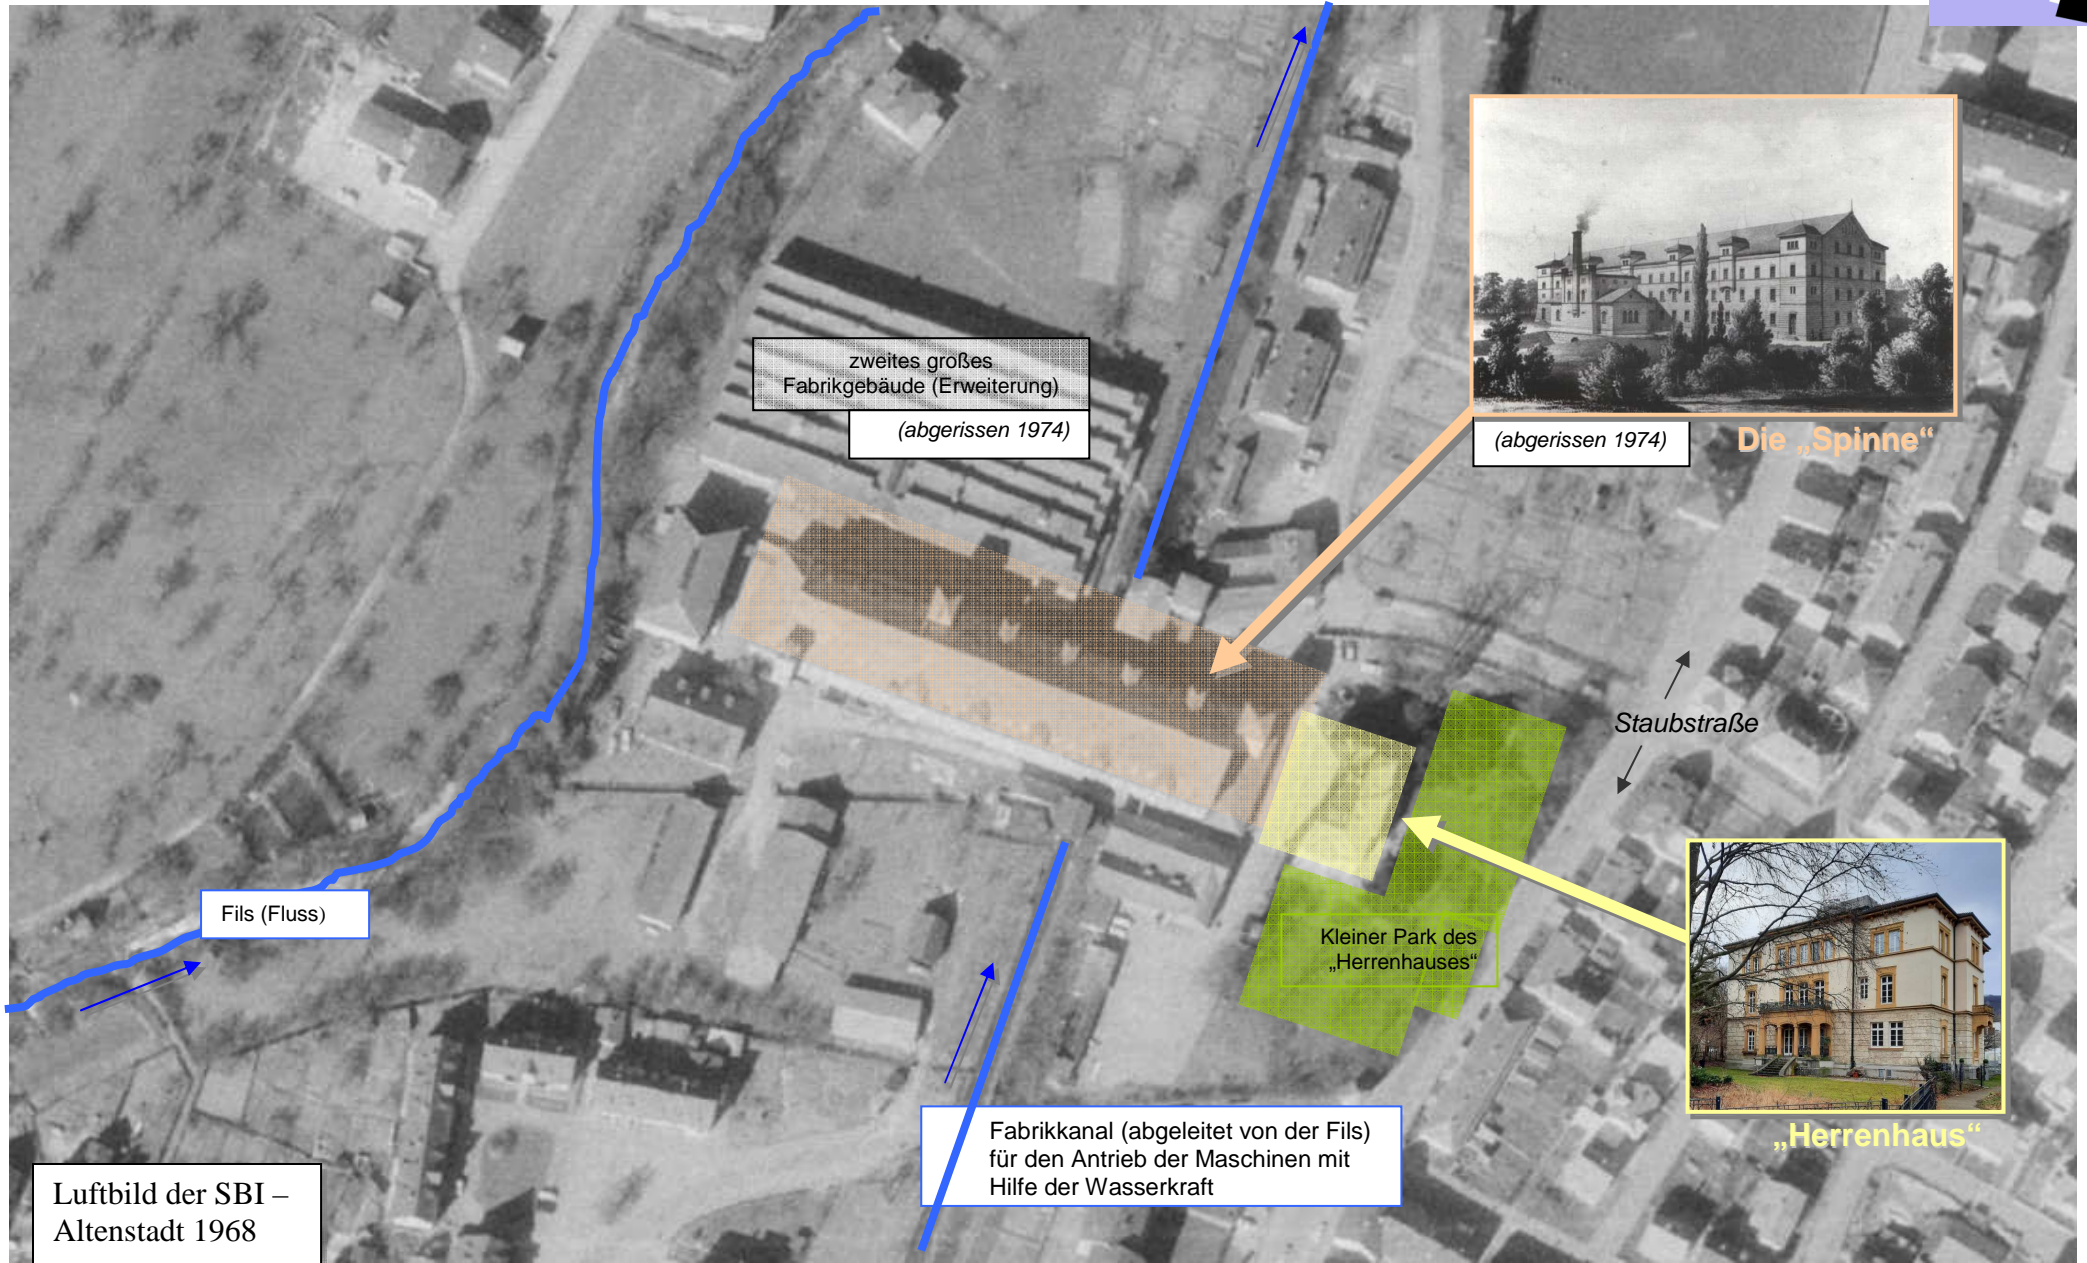 zweites großes
Fabrikgebäude (Erweiterung)
(abgerissen 1974)
(abgerissen 1974)
Die „Spinne“
Staubstraße
Fils (Fluss)
Kleiner Park des
„Herrenhauses“
„Herrenhaus“
Fabrikkanal (abgeleitet von der Fils)
für den Antrieb der Maschinen mit
Hilfe der Wasserkraft
Luftbild der SBI –
Altenstadt 1968